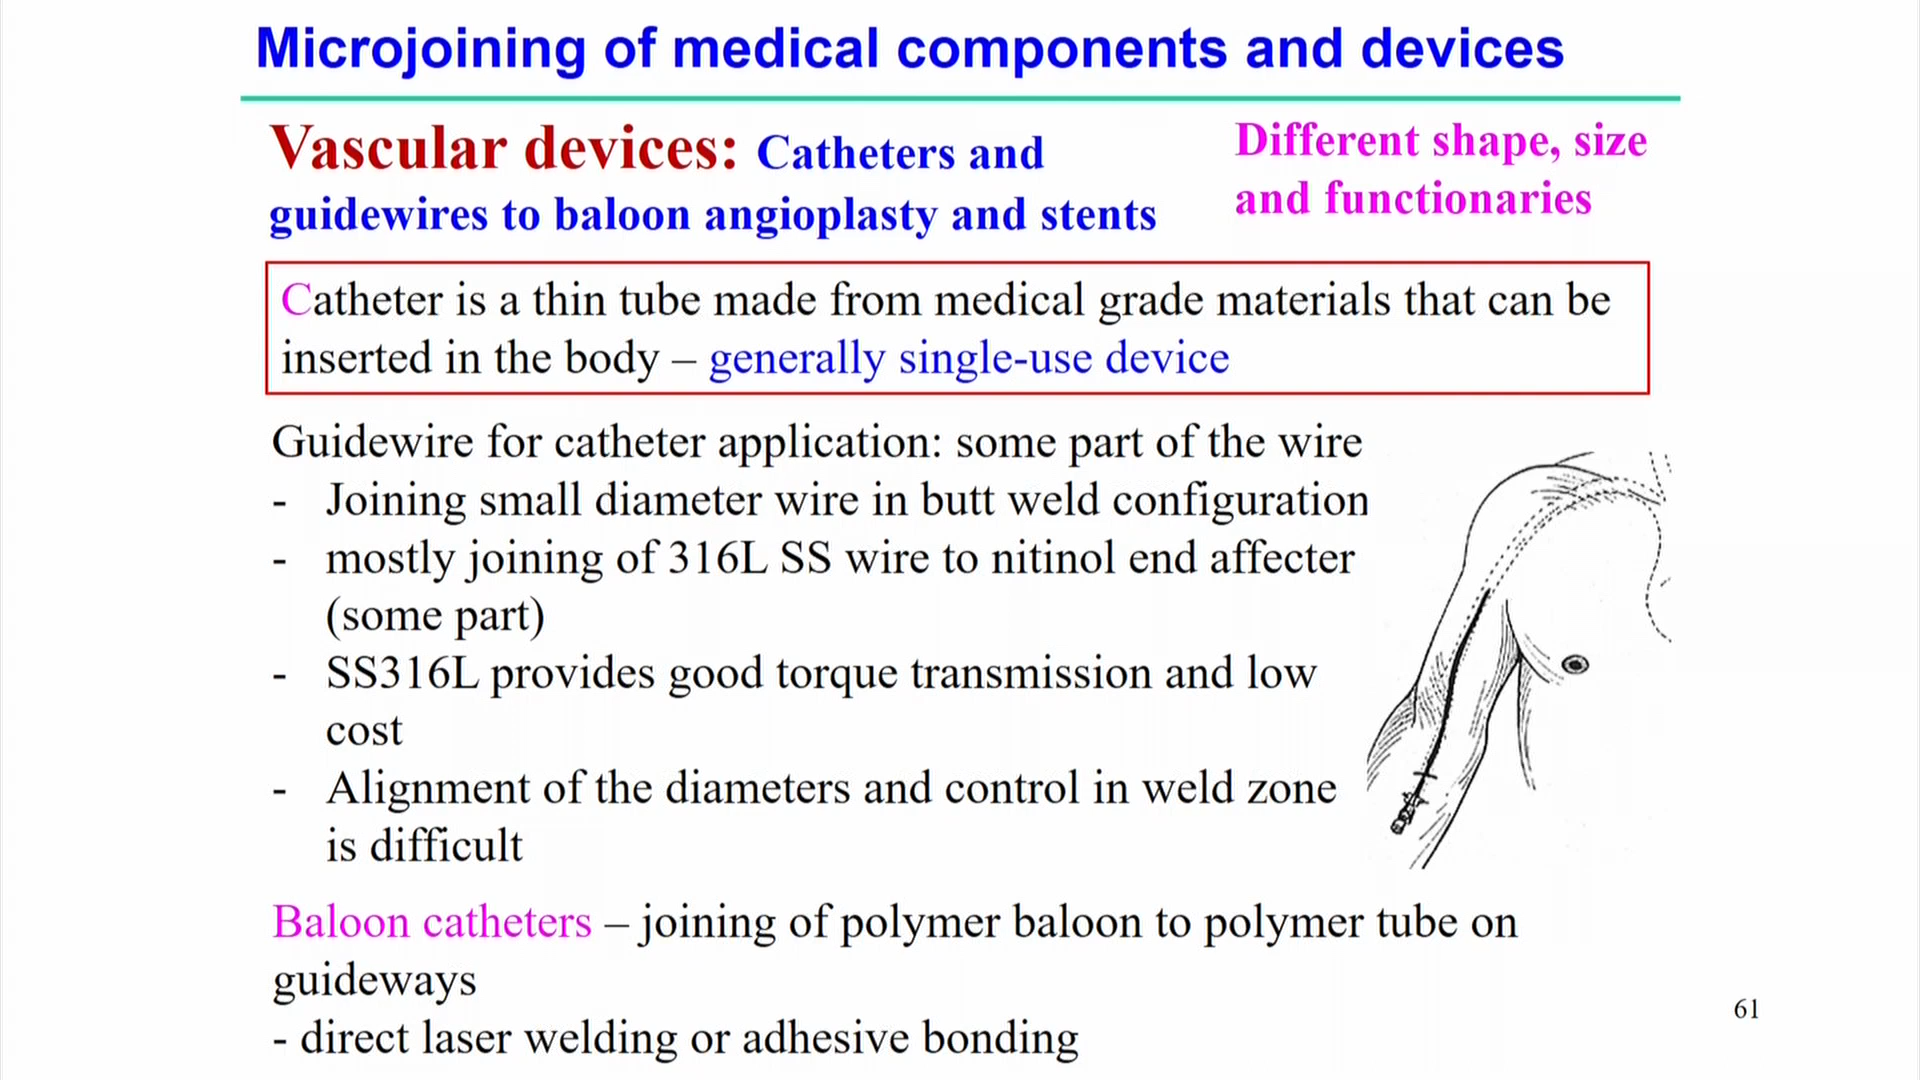 Microjoining of medical components and devices
Vascular devices: Catheters and
guidewires to baloon angioplasty and stents
Different shape, size
and functionaries
Catheter is a thin tube made from medical grade materials that can be
inserted in the body – generally single-use device
Guidewire for catheter application: some part of the wire
- Joining small diameter wire in butt weld configuration
- mostly joining of 316L SS wire to nitinol end affecter
(some part)
- SS316L provides good torque transmission and low
cost
- Alignment of the diameters and control in weld zone
is difficult
Baloon catheters – joining of polymer baloon to polymer tube on
guideways
- direct laser welding or adhesive bonding
61